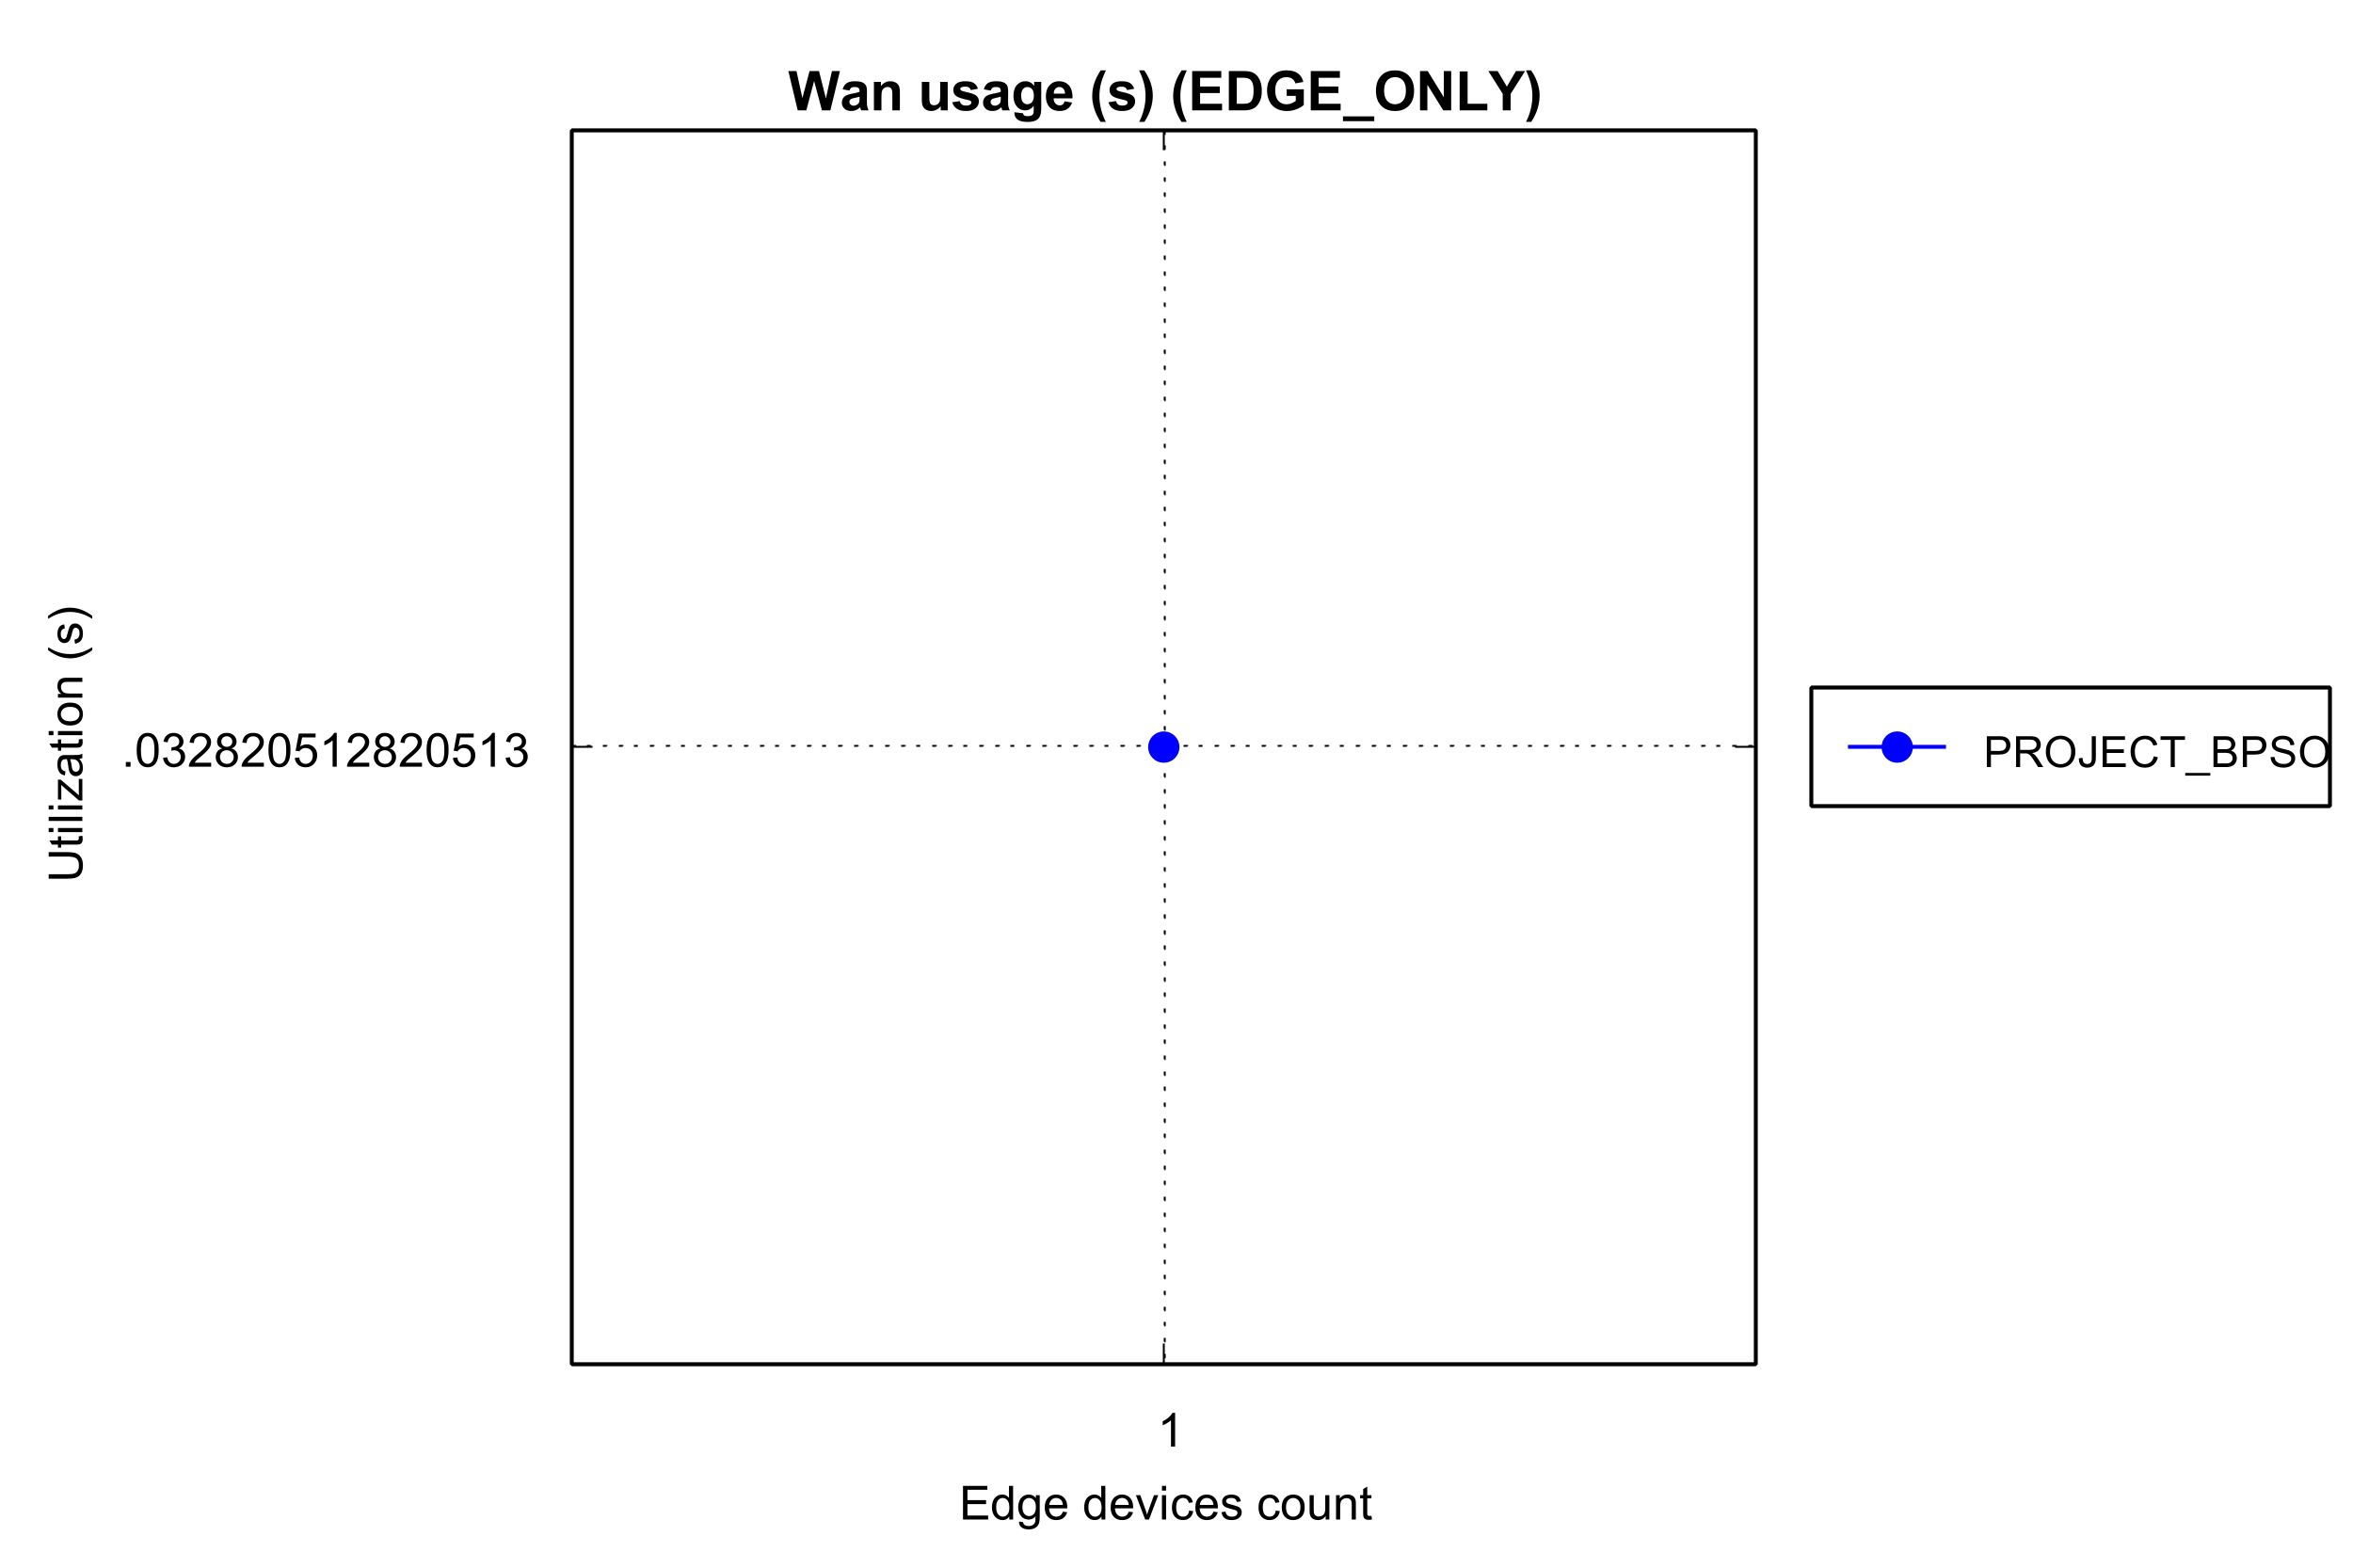 Wan usage (s)(EDGE_ONLY)
Utilization (s)
.032820512820513
PROJECT_BPSO
1
Edge devices count